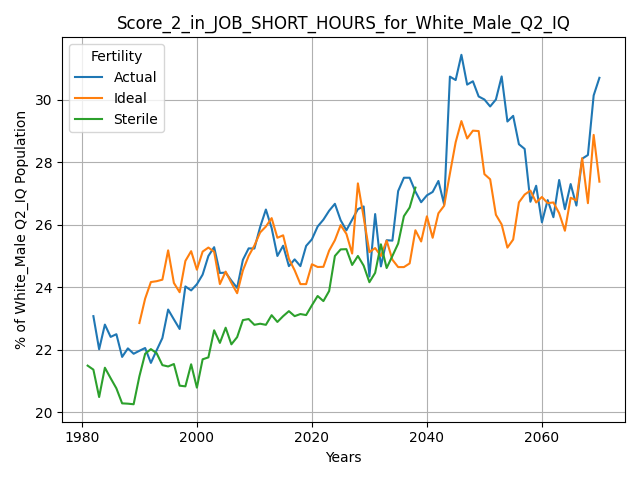 Score_2_in_JOB_SHORT_HOURS_for_White_Male_Q2_IQ
Fertility
Actual
Ideal
Sterile
% of White_Male Q2_IQ Population
30
28
26
24
22
20
1980
2000
2020
2040
2060
Years